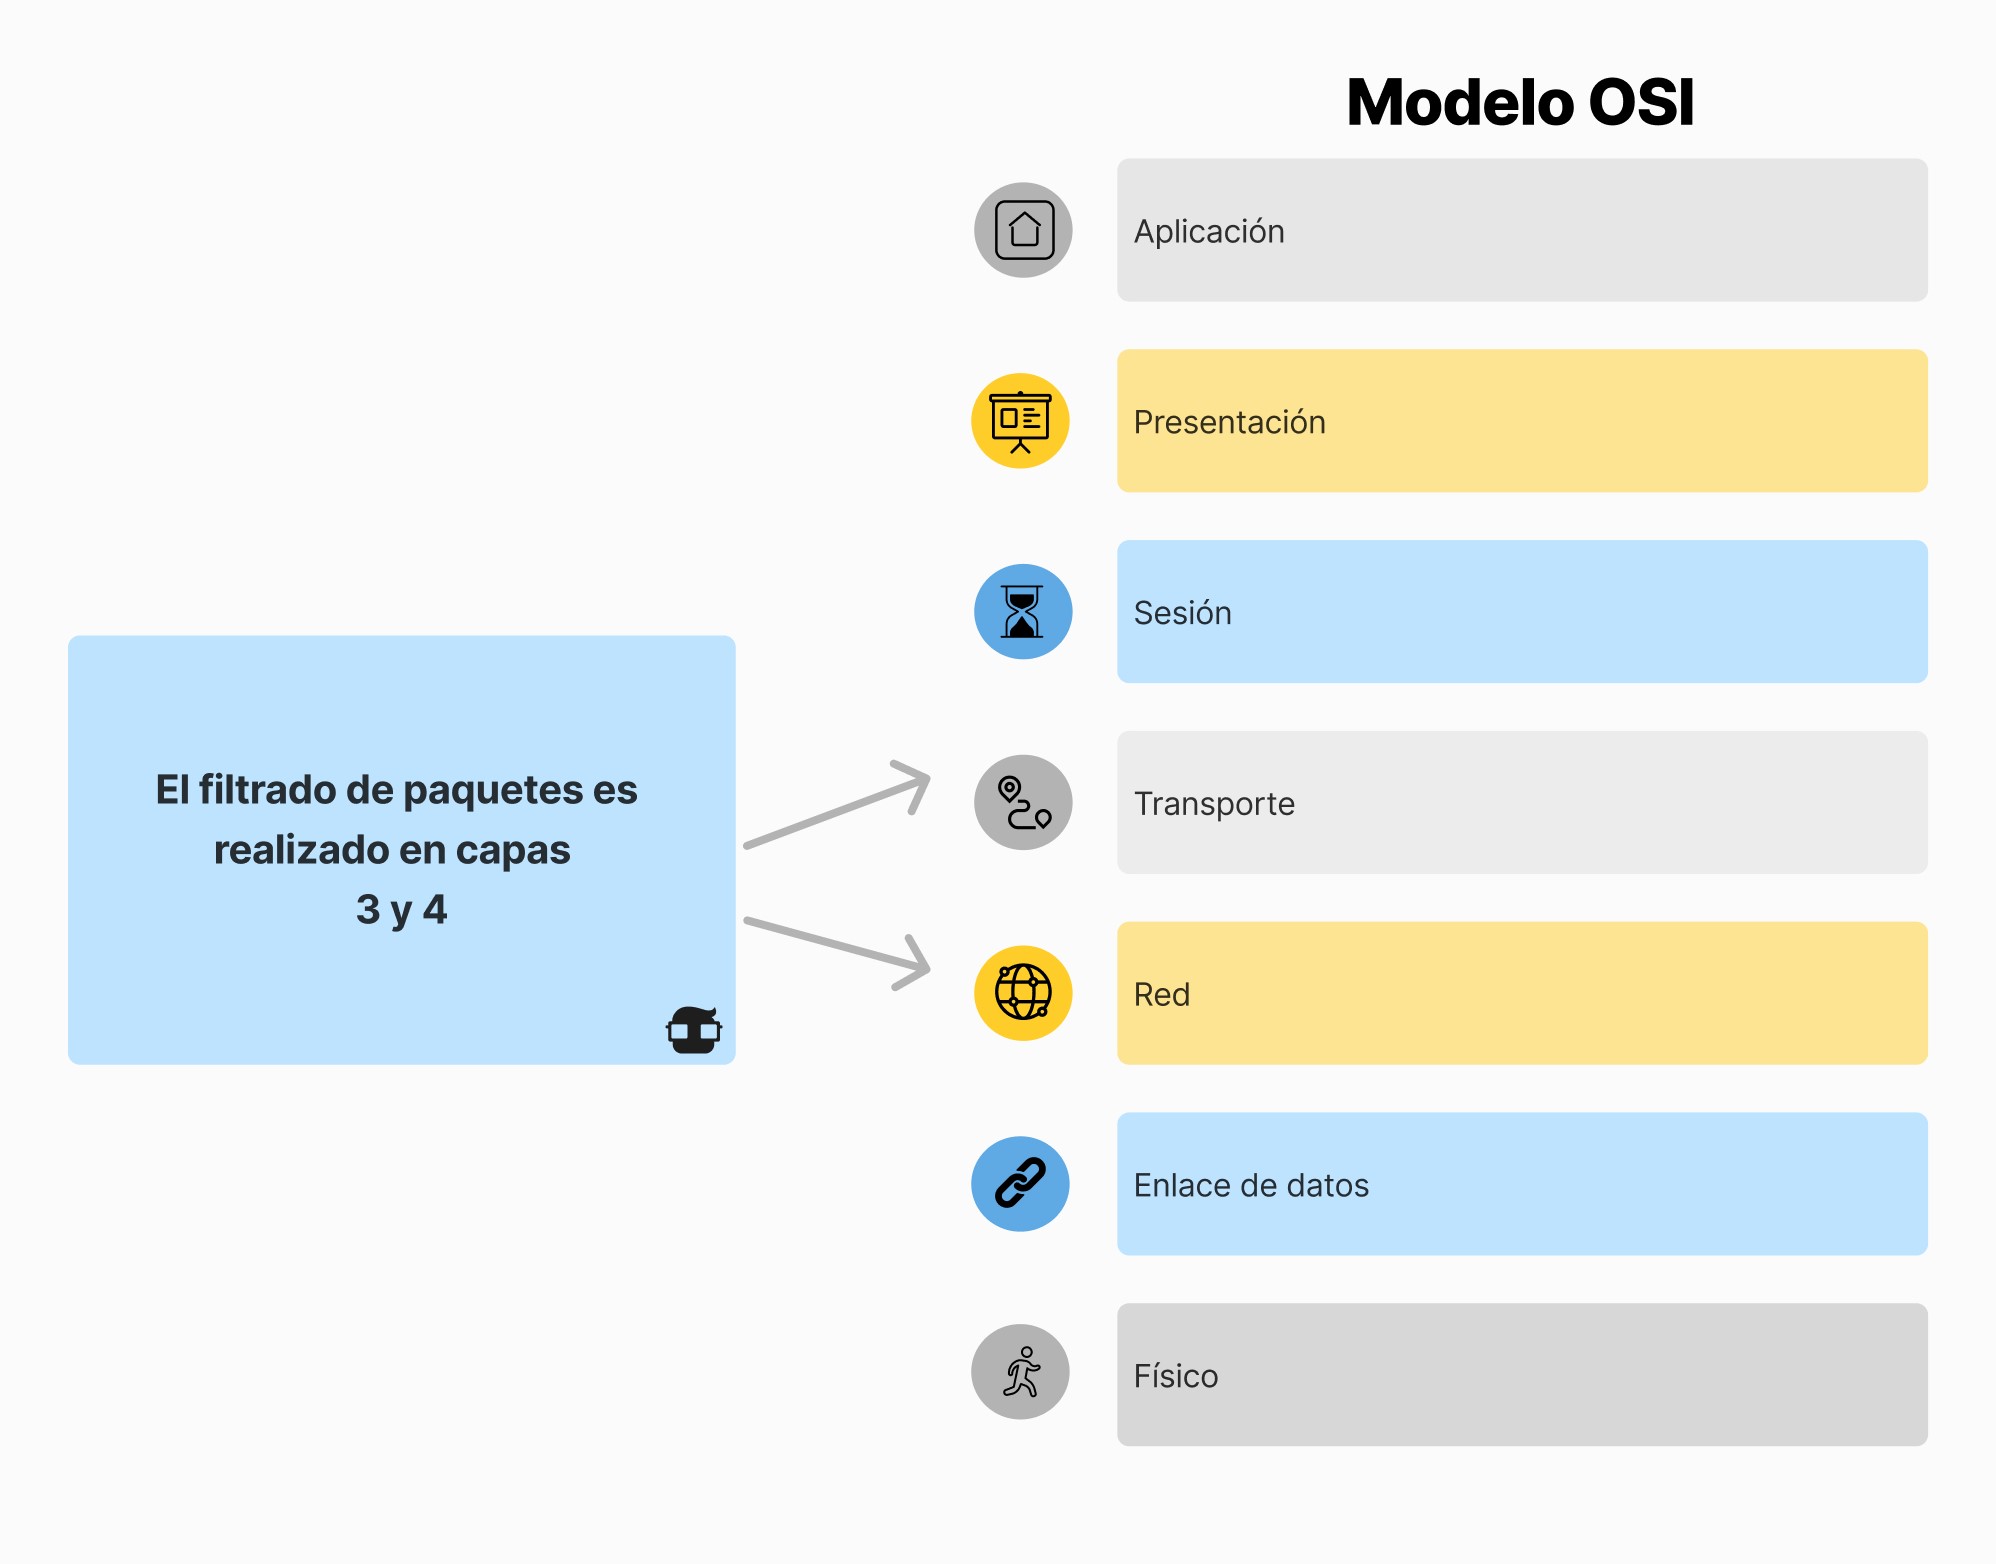 Modelo OSI
Aplicación
Presentación
Sesión
El filtrado de paquetes es
realizado en capas
3 y 4
Transporte
Red
Enlace de datos
Físico